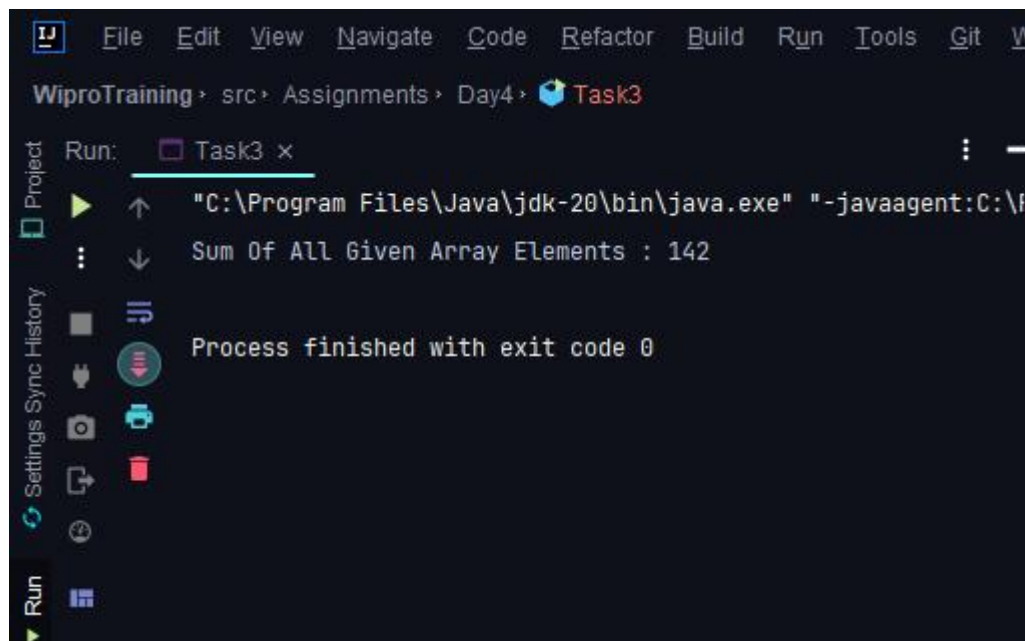 IJ File Edit View Navigate Code Refactor Build Run Tools Git
WiproTraining › src › Assignments › Day4 › Task3
Run: Task3 ×
"C:\Program Files\Java\jdk-20\bin\java.exe" "-javaagent:C:\
Sum Of All Given Array Elements : 142
Process finished with exit code 0
Project
Settings Sync History
Run